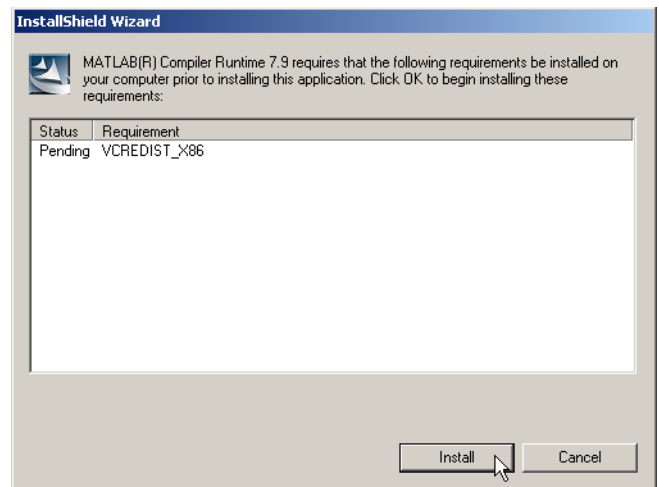 InstallShield Wizard
MATLAB(R) Compiler Runtime 7.9 requires that the following requirements be installed on
your computer prior to installing this application. Click OK to begin installing these
requirements:
Status Requirement
Pending VCREDIST_X86
Install Cancel